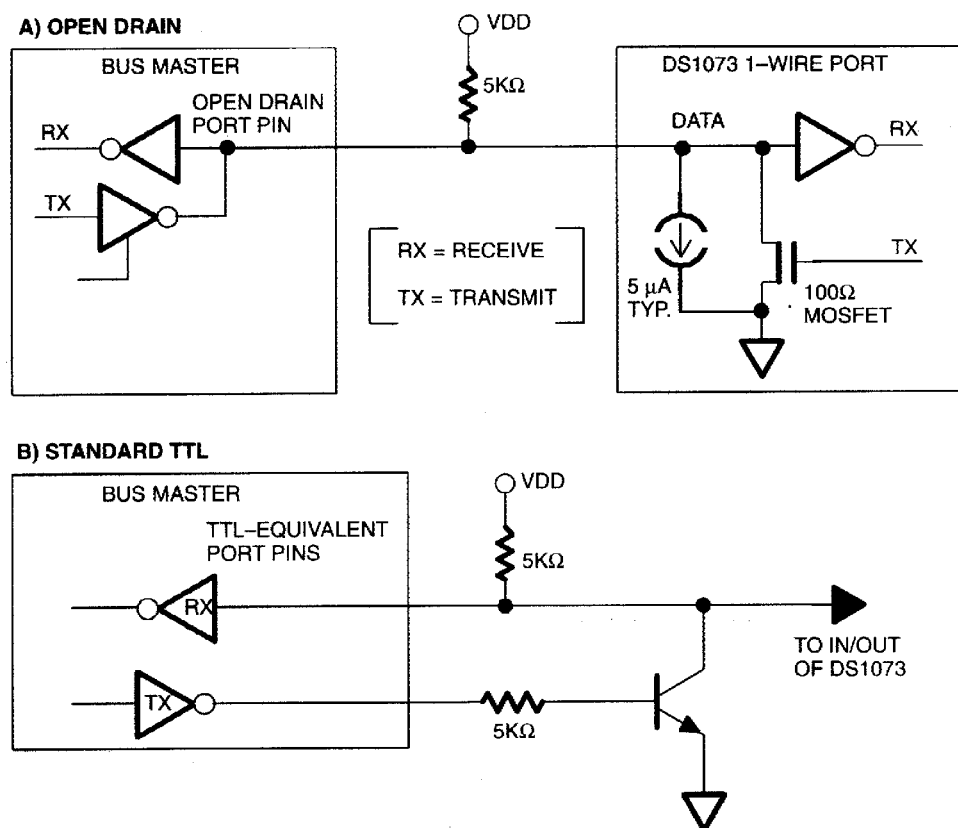 A) OPEN DRAIN
VDD
BUS MASTER
DS1073 1–WIRE PORT
5KΩ
OPEN DRAIN
PORT PIN
RX
DATA
RX
TX
RX = RECEIVE
TX = TRANSMIT
TX
5 µA
TYP.
100Ω
MOSFET
B) STANDARD TTL
BUS MASTER
VDD
TTL–EQUIVALENT
PORT PINS
5KΩ
RX
TO IN/OUT
OF DS1073
TX
5KΩ